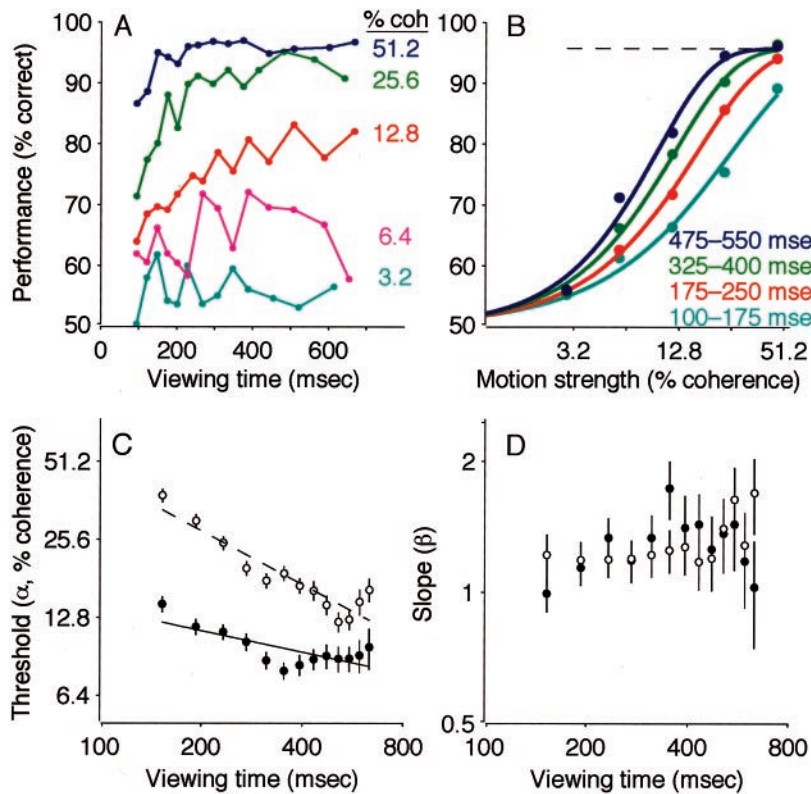 A
% coh
51.2
25.6
12.8
6.4
3.2
100
90
80
70
60
50
0 200 400 600
Performance (% correct)
Viewing time (msec)
B
100
90
80
70
60
50
475–550 mse
325–400 mse
175–250 mse
100–175 mse
3.2 12.8 51.2
Motion strength (% coherence)
C
51.2
25.6
12.8
6.4
100 200 400 800
Threshold (α, % coherence)
Viewing time (msec)
D
2
1
0.5
100 200 400 800
Slope (β)
Viewing time (msec)